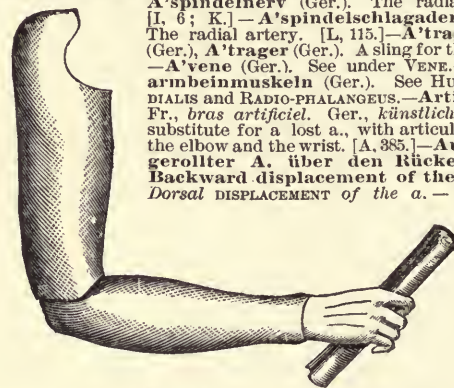 A'spindelnerv (Ger.). The radia
[I, 6; K.]—A'spindelschlagader
The radial artery. [L, 115.]—A'trag
(Ger.), A'trager (Ger.). A sling for th
—A'vene (Ger.). See under VENE.
armbeinmuskeln (Ger.). See HU
DIALIS and RADIO-PHALANGEUS.—Arti
Fr., bras artificiel. Ger., künstlich
substitute for a lost a., with articul
the elbow and the wrist. [A, 385.]—Au
gerollter A. über den Rücke
Backward displacement of the
Dorsal DISPLACEMENT of the a.—